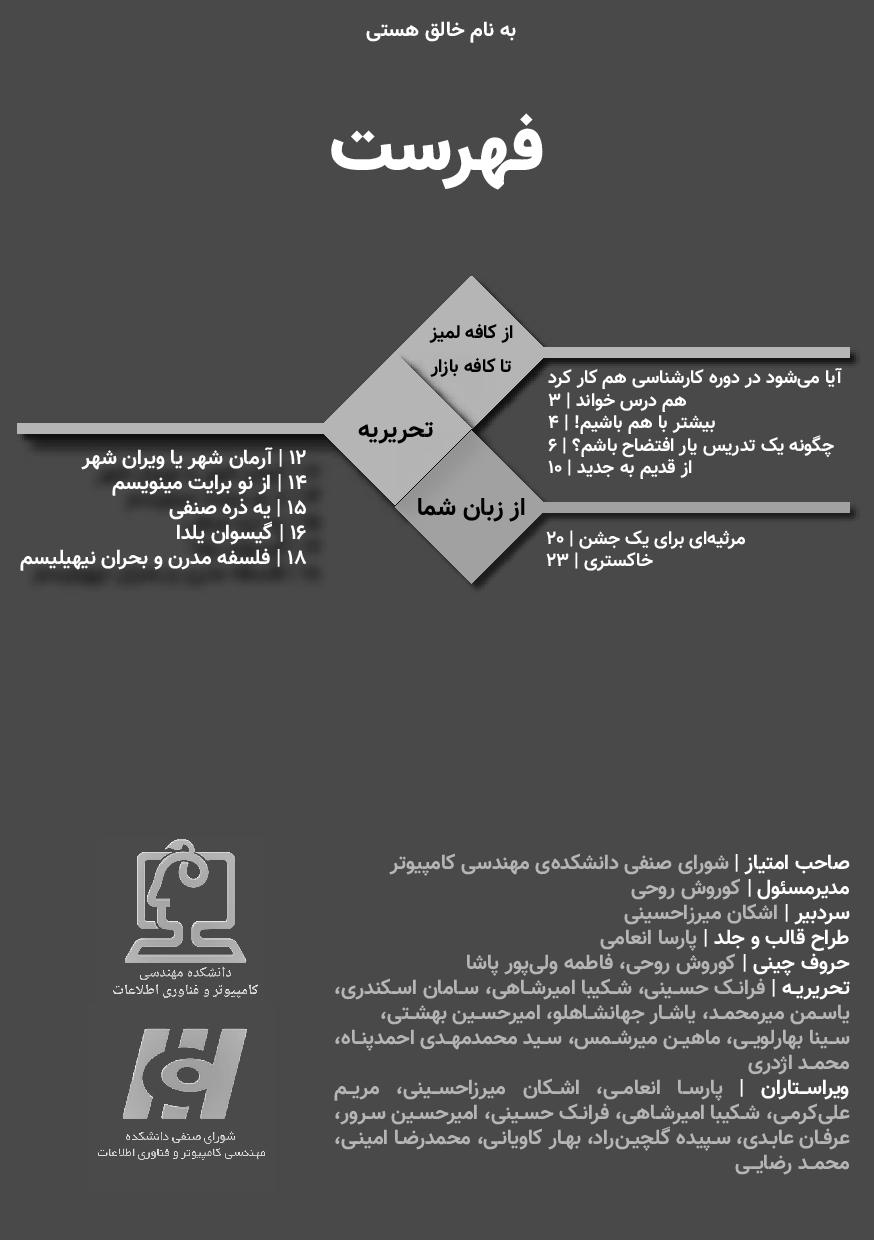 به نام خالق هستی
فهرست
از کافه لمیز
تا کافه بازار
آیا می‌شود در دوره کارشناسی هم کار کرد
هم درس خواند | ۳
بیشتر با هم باشیم! | ۴
چگونه یک تدریس یار افتضاح باشم؟ | ۶
از قدیم به جدید | ۱۰
تحریریه
۱۲ | آرمان شهر یا ویران شهر
۱۴ | از نو برایت مینویسم
۱۵ | یه ذره صنفی
۱۶ | گیسوان یلدا
۱۸ | فلسفه مدرن و بحران نیهیلیسم
از زبان شما
مرثیه‌ای برای یک جشن | ۲۰
خاکستری | ۲۳
صاحب امتیاز | شورای صنفی دانشکده‌ی مهندسی کامپیوتر
مدیرمسئول | کوروش روحی
سردبیر | اشکان میرزاحسینی
طراح قالب و جلد | پارسا انعامی
حروف چینی | کوروش روحی، فاطمه ولی‌پور پاشا
تحریریه | فرانک حسینی، شکیبا امیرشاهی، سامان اسکندری،
یاسمن میرمحمد، یاشار جهانشاهلو، امیرحسین بهشتی،
سینا بهارلویی، ماهین میرشمس، سید محمدمهدی احمدپناه،
محمد اژدری
ویراستاران | پارسا انعامی، اشکان میرزاحسینی، مریم
علی‌کرمی، شکیبا امیرشاهی، فرانک حسینی، امیرحسین سرور،
عرفان عابدی، سپیده گلچین‌راد، بهار کاویانی، محمدرضا امینی،
محمد رضایی
دانشکده مهندسی
کامپیوتر و فناوری اطلاعات
شورای صنفی دانشکده
مهندسی کامپیوتر و فناوری اطلاعات